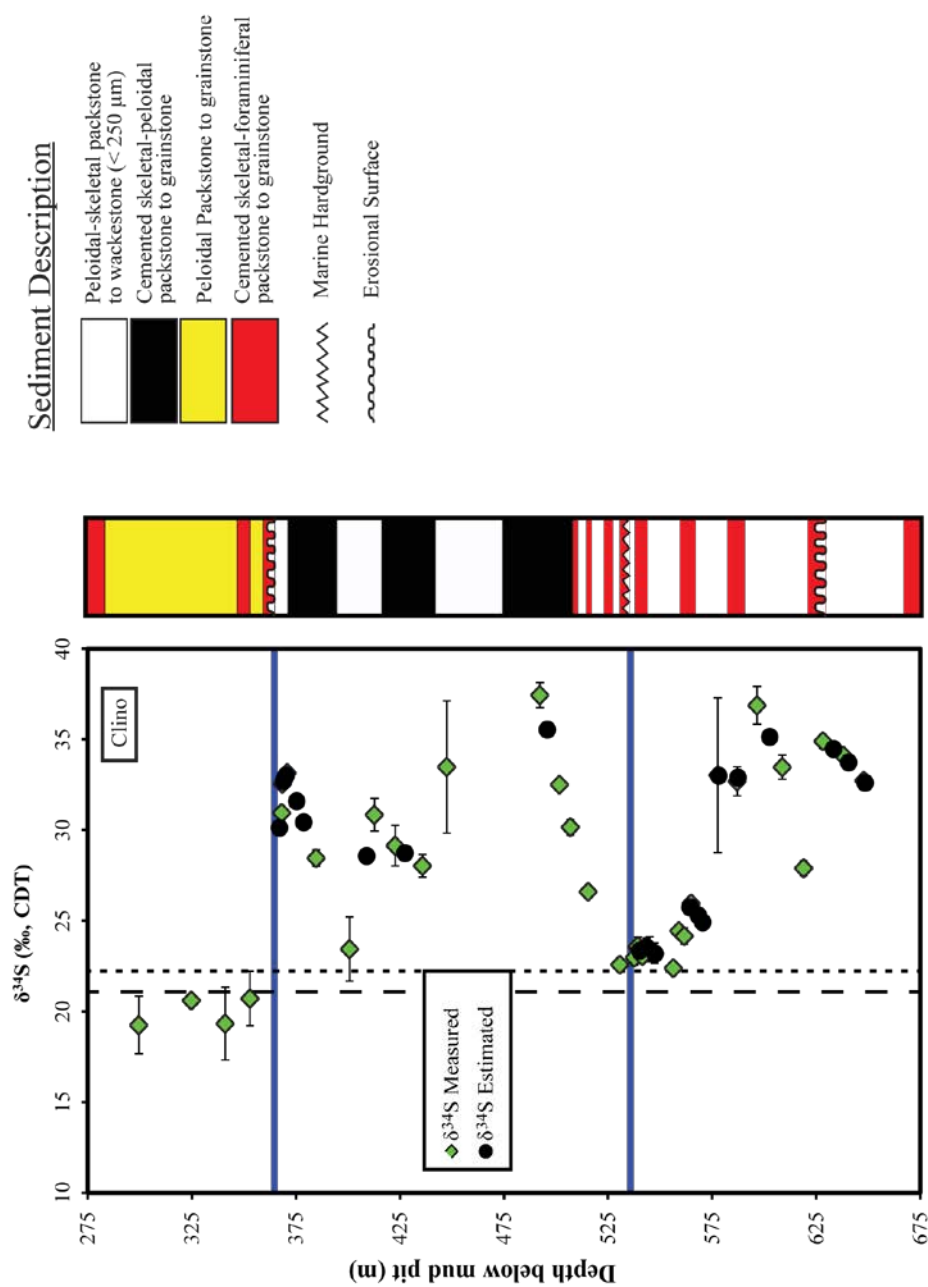 δ³⁴S (‰, CDT)
10
15
20
25
30
35
40
Depth below mud pit (m)
275
325
375
425
475
525
575
625
675
Clino
δ³⁴S Measured
δ³⁴S Estimated
Sediment Description
Peloidal-skeletal packstone
to wackestone (< 250 μm)
Cemented skeletal-peloidal
packstone to grainstone
Peloidal Packstone to grainstone
Cemented skeletal-foraminiferal
packstone to grainstone
Marine Hardground
Erosional Surface